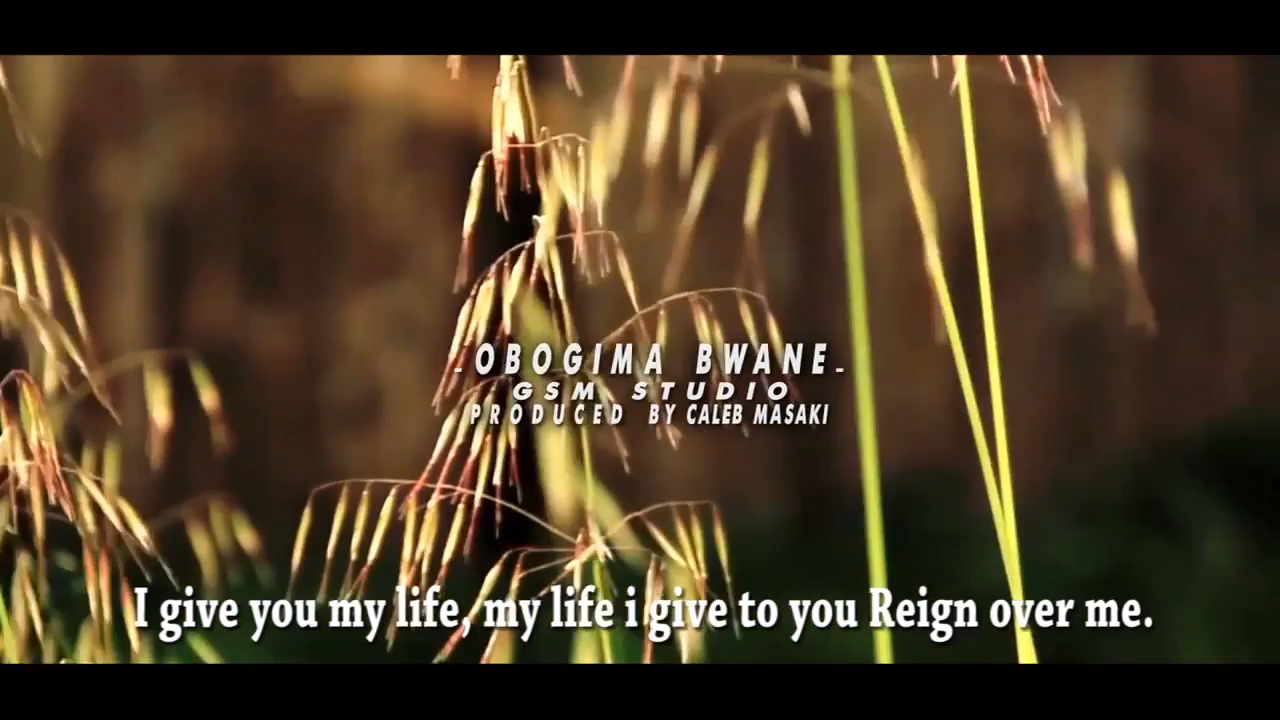 -OBOGIMA BWANE-
GSM STUDIO
PRODUCED BY CALEB MASAKI
I give you my life, my life i give to you Reign over me.